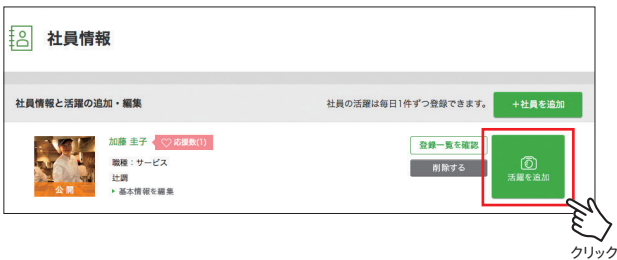 社員情報
社員情報と活躍の追加・編集
社員の活躍は毎日1件ずつ登録できます。
+社員を追加
加藤 圭子
応援数(1)
登録一覧を確認
職種:サービス
削除する
辻調
活躍を追加
公開
基本情報を編集
クリック